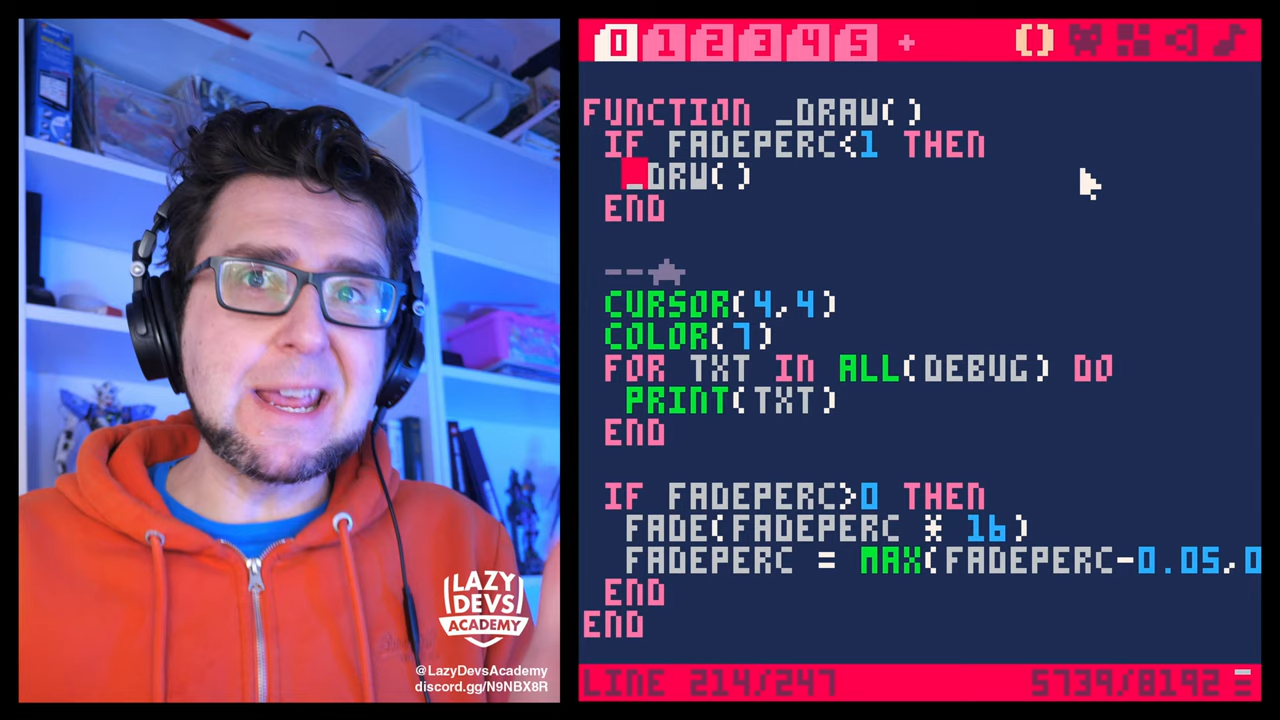 LAZY
DEVS
ACADEMY
@LazyDevsAcademy
discord.gg/N9NBX8R
0 1 2 3 4 5 +
FUNCTION _DRAW()
IF FADEPERC<1 THEN
_DRW()
END
--
CURSOR(4,4)
COLOR(7)
FOR TXT IN ALL(DEBUG) DO
PRINT(TXT)
END
IF FADEPERC>0 THEN
FADE(FADEPERC * 16)
FADEPERC = MAX(FADEPERC-0.05,0
END
END
LINE 214/247
5739/8192